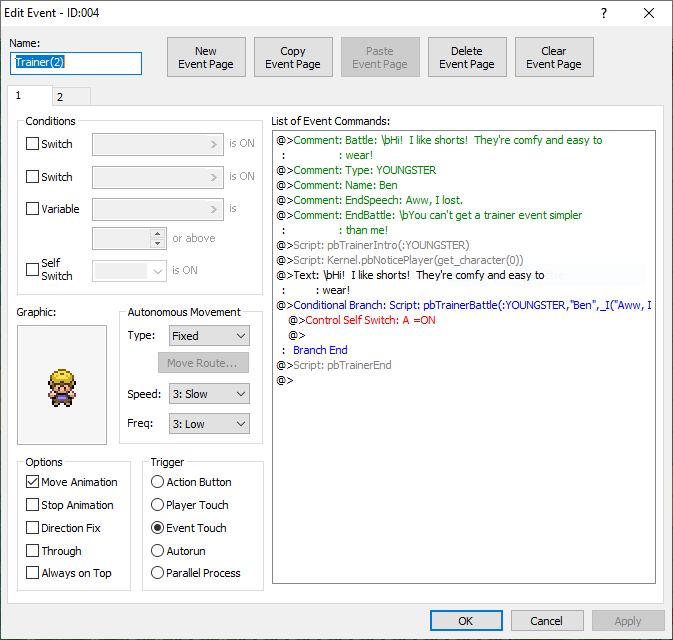 Edit Event - ID:004
?
Name:
Trainer(2)
New
Event Page
Copy
Event Page
Paste
Event Page
Delete
Event Page
Clear
Event Page
1
2
Conditions
Switch
is ON
Switch
is ON
Variable
is
or above
Self
Switch
is ON
Graphic:
Autonomous Movement
Type:
Fixed
Move Route...
Speed:
3: Slow
Freq:
3: Low
Options
Move Animation
Stop Animation
Direction Fix
Through
Always on Top
Trigger
Action Button
Player Touch
Event Touch
Autorun
Parallel Process
List of Event Commands:
@>Comment: Battle: \bHi!  I like shorts!  They're comfy and easy to
:                  : wear!
@>Comment: Type: YOUNGSTER
@>Comment: Name: Ben
@>Comment: EndSpeech: Aww, I lost.
@>Comment: EndBattle: \bYou can't get a trainer event simpler
:                  : than me!
@>Script: pbTrainerIntro(:YOUNGSTER)
@>Script: Kernel.pbNoticePlayer(get_character(0))
@>Text: \bHi!  I like shorts!  They're comfy and easy to
:          : wear!
@>Conditional Branch: Script: pbTrainerBattle(:YOUNGSTER,"Ben",_I("Aww, I
@>Control Self Switch: A =ON
@>
:  Branch End
@>Script: pbTrainerEnd
@>
OK
Cancel
Apply